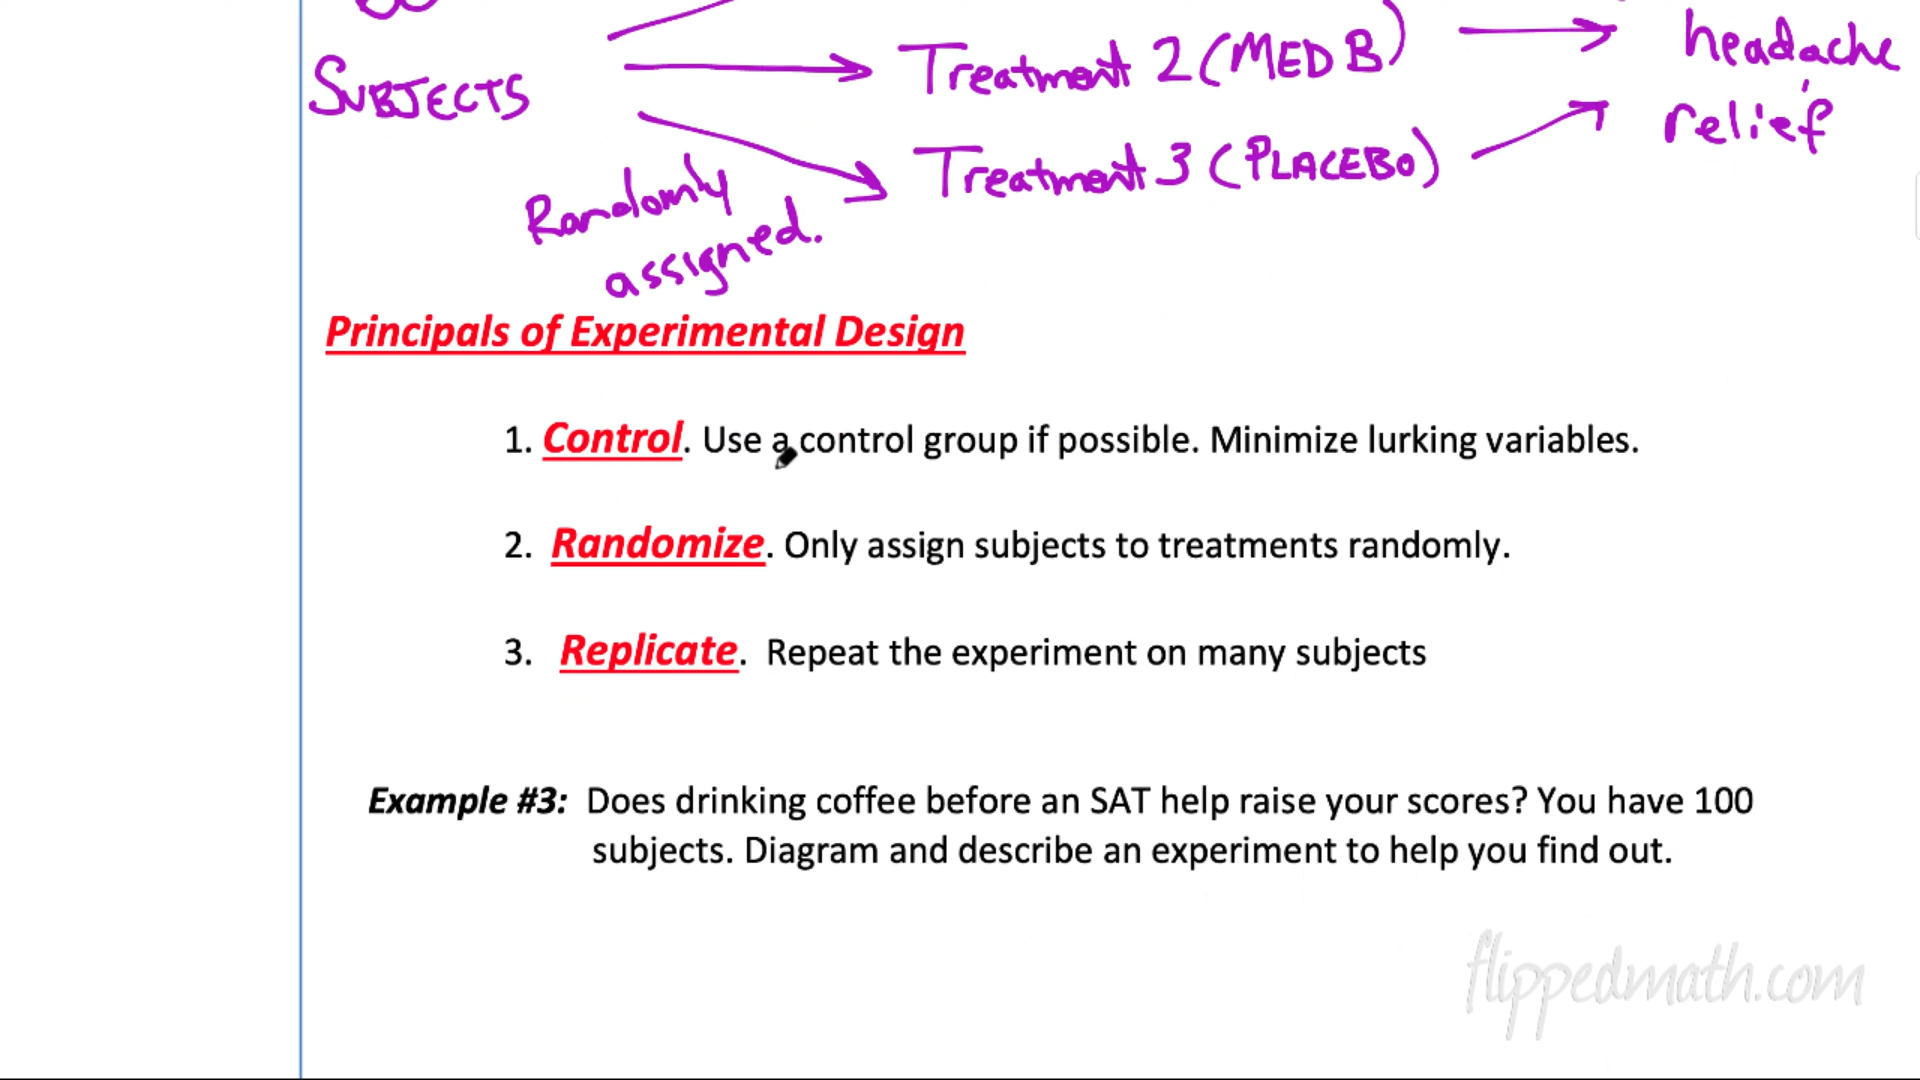 SUBJECTS
Treatment 2 (MED B)
headache
relief
Treatment 3 (PLACEBO)
Randomly
assigned.
Principals of Experimental Design
1. Control. Use a control group if possible. Minimize lurking variables.
2. Randomize. Only assign subjects to treatments randomly.
3. Replicate. Repeat the experiment on many subjects
Example #3: Does drinking coffee before an SAT help raise your scores? You have 100
subjects. Diagram and describe an experiment to help you find out.
flippedmath.com